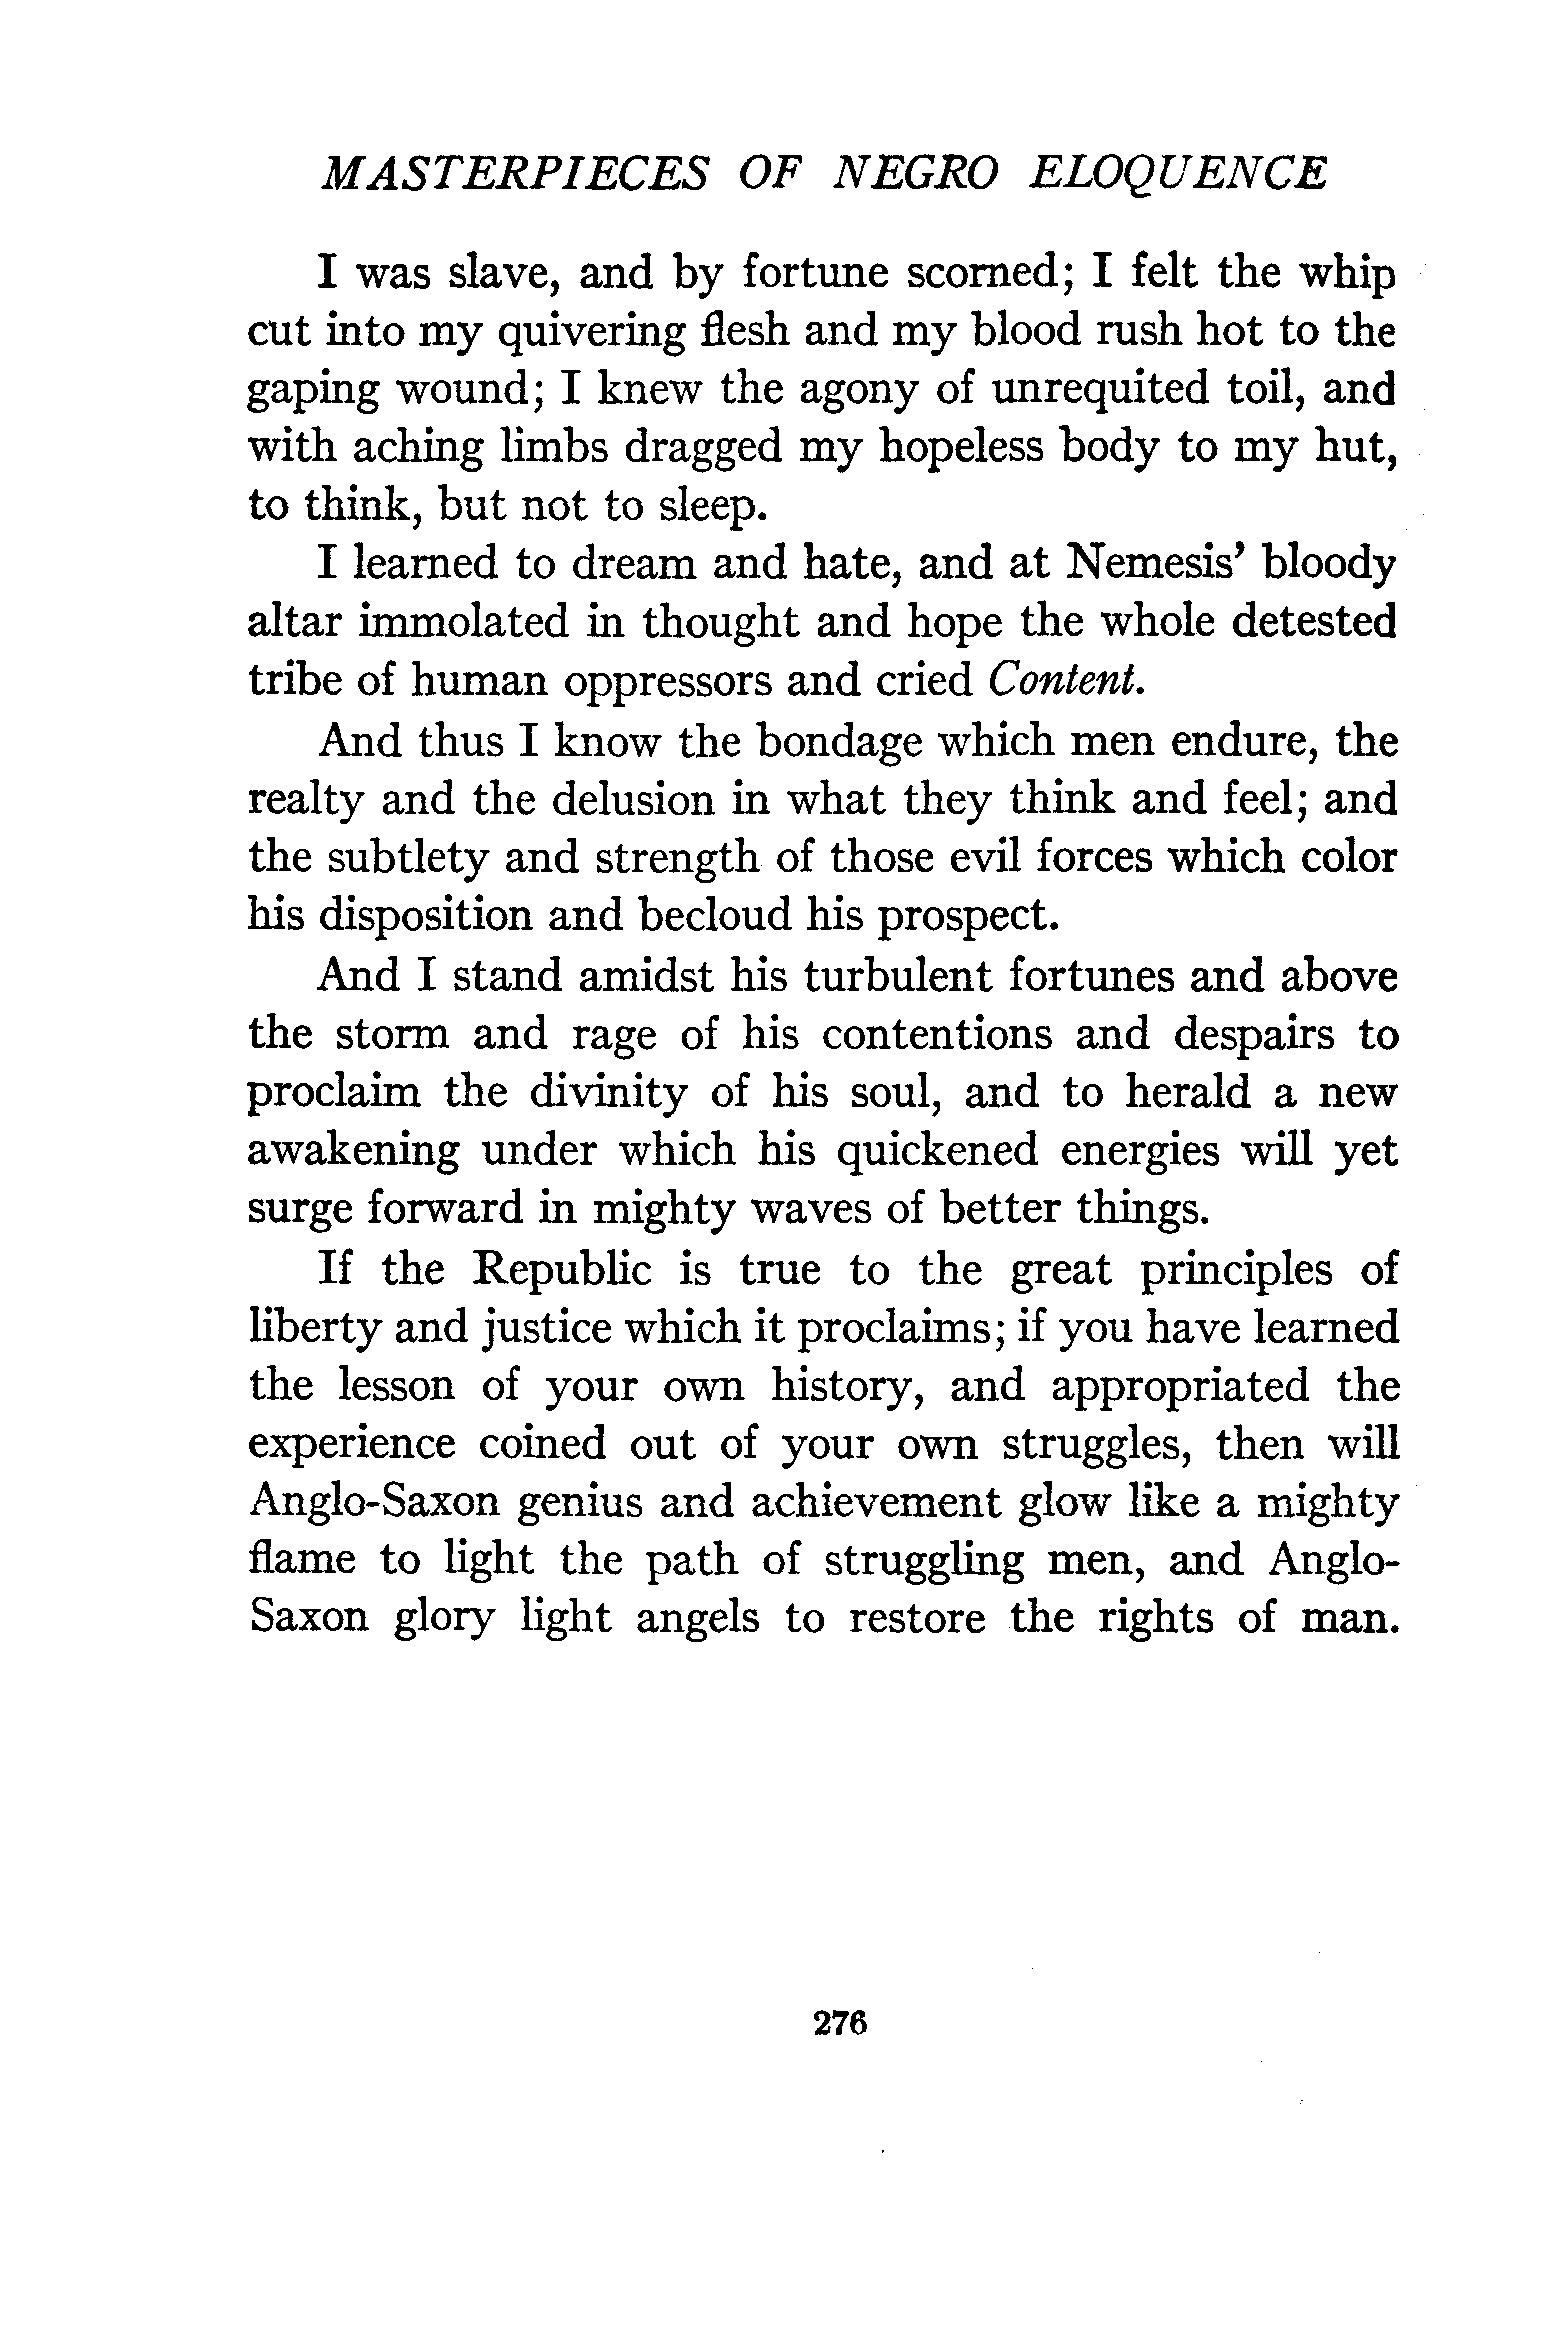 MASTERPIECES OF NEGRO ELOQUENCE
I was slave, and by fortune scorned; I felt the whip
cut into my quivering flesh and my blood rush hot to the
gaping wound; I knew the agony of unrequited toil, and
with aching limbs dragged my hopeless body to my hut,
to think, but not to sleep.
I learned to dream and hate, and at Nemesis' bloody
altar immolated in thought and hope the whole detested
tribe of human oppressors and cried Content.
And thus I know the bondage which men endure, the
realty and the delusion in what they think and feel; and
the subtlety and strength of those evil forces which color
his disposition and becloud his prospect.
And I stand amidst his turbulent fortunes and above
the storm and rage of his contentions and despairs to
proclaim the divinity of his soul, and to herald a new
awakening under which his quickened energies will yet
surge forward in mighty waves of better things.
If the Republic is true to the great principles of
liberty and justice which it proclaims; if you have learned
the lesson of your own history, and appropriated the
experience coined out of your own struggles, then will
Anglo-Saxon genius and achievement glow like a mighty
flame to light the path of struggling men, and Anglo-
Saxon glory light angels to restore the rights of man.
276